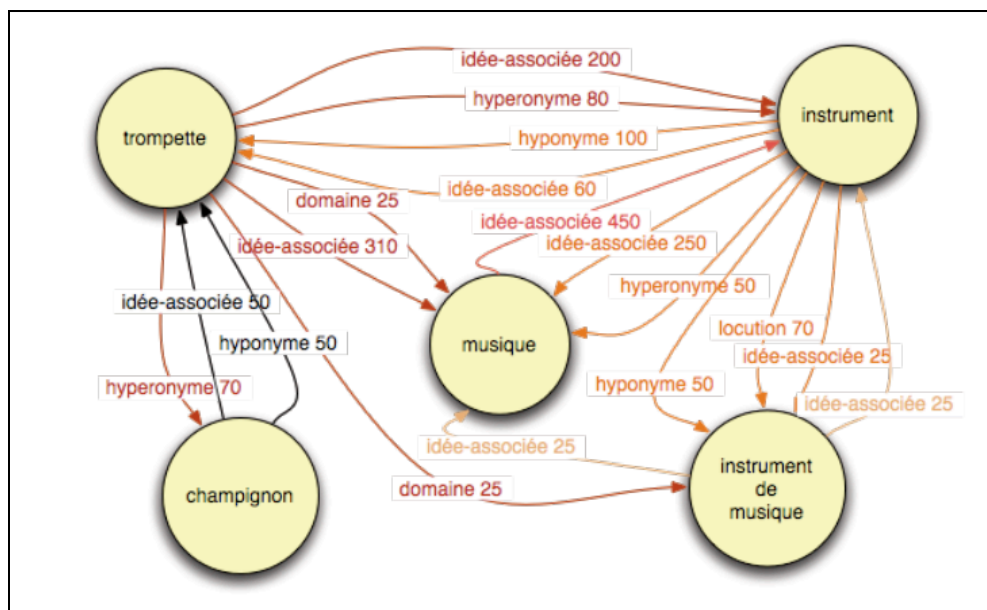 idée-associée 200
hyperonyme 80
trompette
instrument
hyponyme 100
idée-associée 60
domaine 25
idée-associée 450
idée-associée 310
idée-associée 250
hyperonyme 50
idée-associée 50
locution 70
hyponyme 50
musique
idée-associée 25
hyperonyme 70
hyponyme 50
idée-associée 25
idée-associée 25
instrument
de
musique
champignon
domaine 25